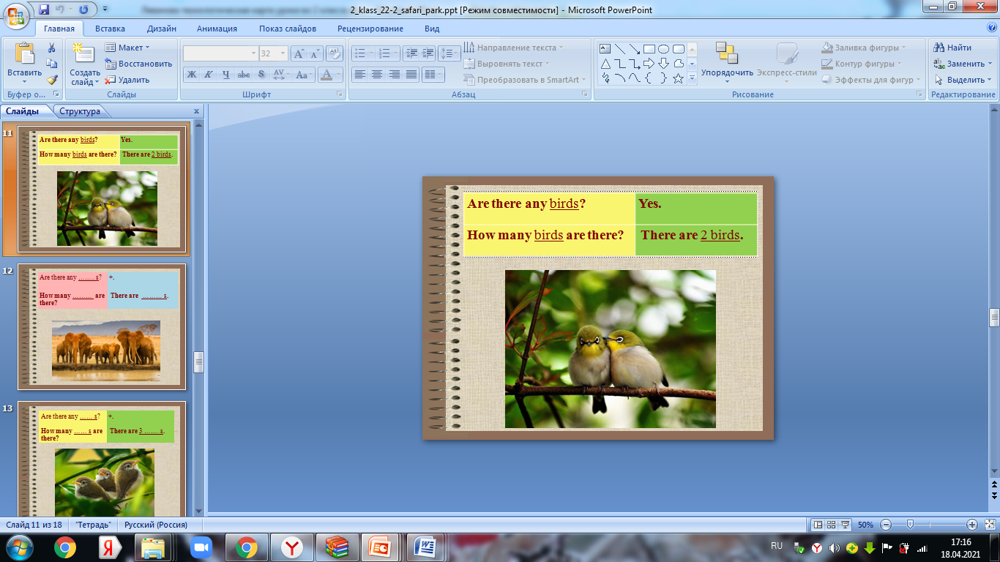 2_klass_22-2_safari_park.ppt [Режим совместимости] - Microsoft PowerPoint
Главная Вставка Дизайн Анимация Показ слайдов Рецензирование Вид
Вставить
Буфер о...
Создать слайд
Макет
Восстановить
Удалить
Слайды
32
Ж К Ч abc S AV Aa А
Шрифт
Направление текста
Выровнять текст
Преобразовать в SmartArt
Абзац
Упорядочить
Экспресс-стили
Заливка фигуры
Контур фигуры
Эффекты для фигур
Рисование
Найти
Заменить
Выделить
Редактирование
Слайды Структура
11
Are there any birds? Yes.
How many birds are there? There are 2 birds.
12
Are there any …….. s? +.
How many ……… are there? There are ……… s.
13
Are there any …… s? +.
How many …… s are there? There are 3 ……. s.
Are there any birds? Yes.
How many birds are there? There are 2 birds.
Слайд 11 из 18 "Тетрадь" Русский (Россия) 50%
RU 17:16
18.04.2021